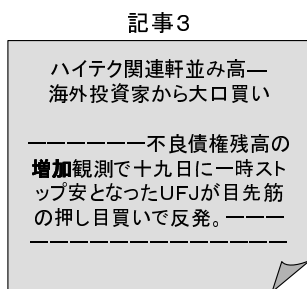 記事3
ハイテク関連軒並み高―
海外投資家から大口買い
――――――不良債権残高の
増加観測で十九日に一時スト
ップ安となったUFJが目先筋
の押し目買いで反発。―――
―――――――――――――